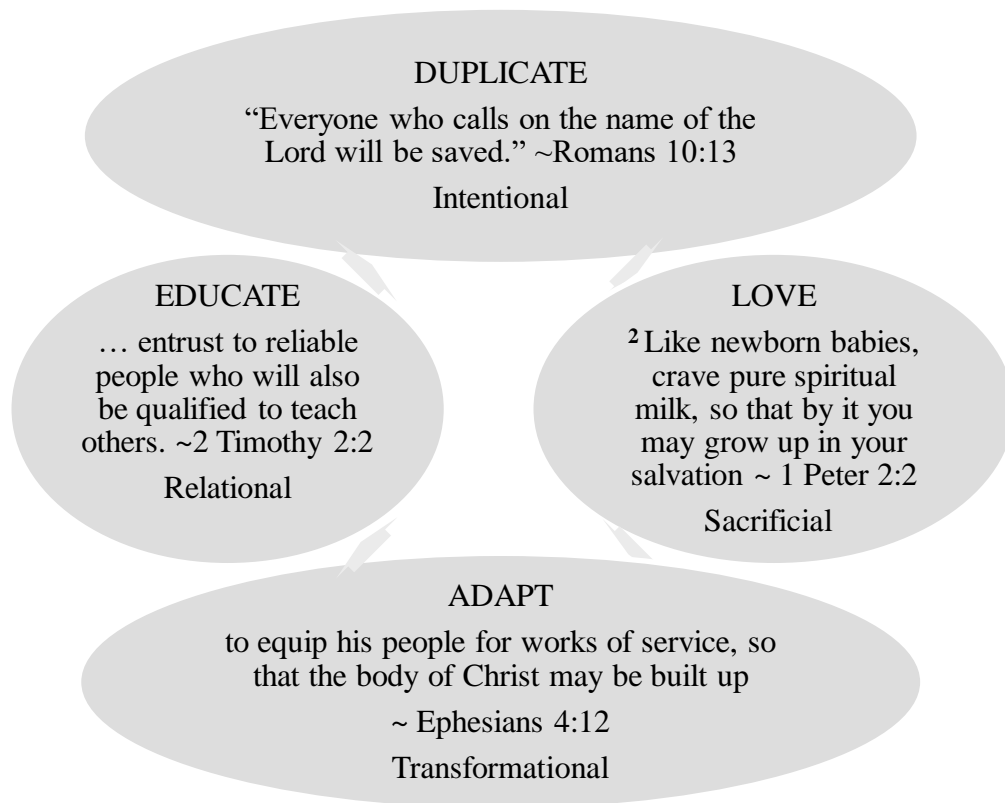 DUPLICATE
“Everyone who calls on the name of the
Lord will be saved.” ~Romans 10:13
Intentional
EDUCATE
… entrust to reliable
people who will also
be qualified to teach
others. ~2 Timothy 2:2
Relational
LOVE
² Like newborn babies,
crave pure spiritual
milk, so that by it you
may grow up in your
salvation ~ 1 Peter 2:2
Sacrificial
ADAPT
to equip his people for works of service, so
that the body of Christ may be built up
~ Ephesians 4:12
Transformational